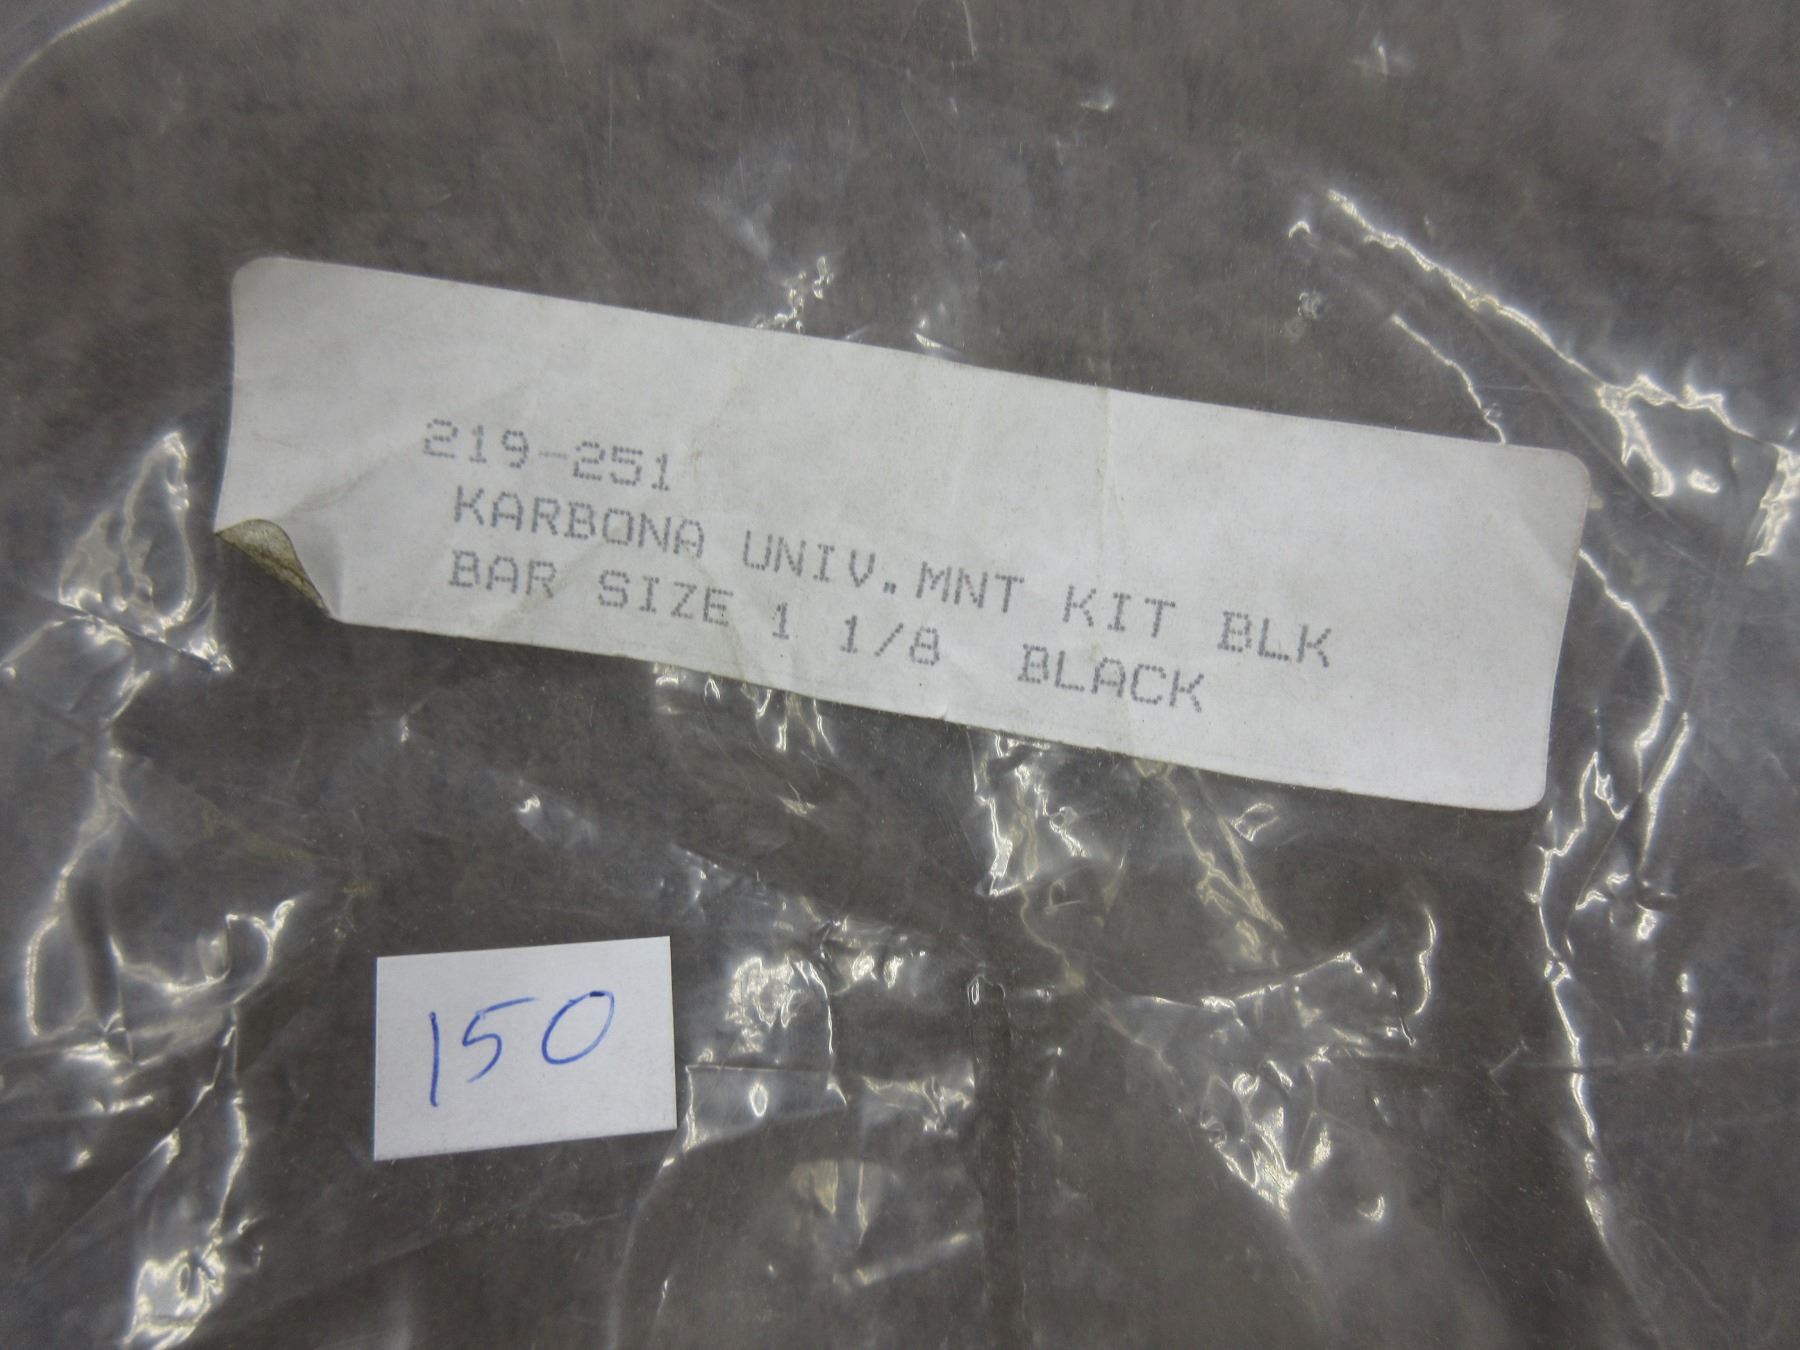 219-251
KARBONA UNIV.MNT KIT BLK
BAR SIZE 1 1/8 BLACK
150